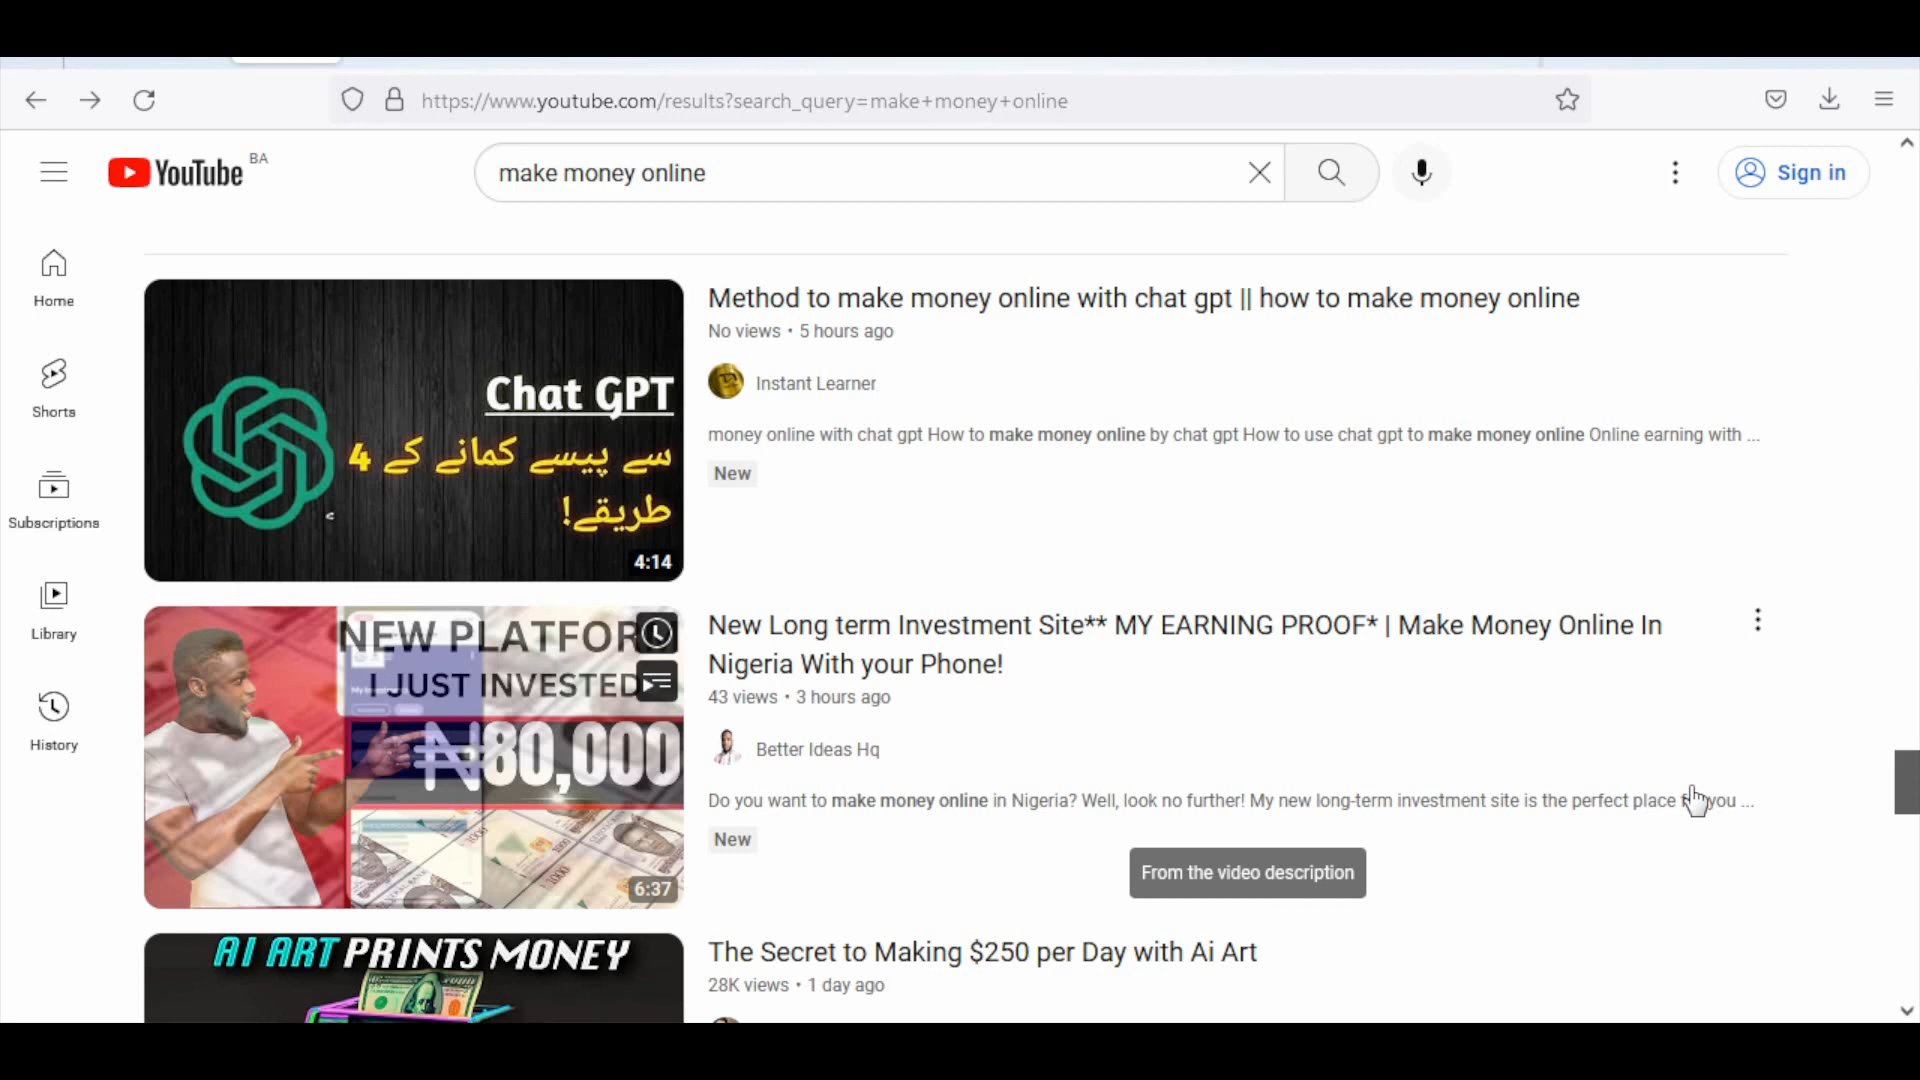 https://www.youtube.com/results?search_query=make+money+online
YouTube BA
make money online
Sign in
Home
Shorts
Subscriptions
Library
History
Chat GPT
سے پیسے کمانے کے 4
طریقے!
4:14
Method to make money online with chat gpt || how to make money online
No views • 5 hours ago
Instant Learner
money online with chat gpt How to make money online by chat gpt How to use chat gpt to make money online Online earning with ...
New
NEW PLATFOR
I JUST INVESTED
₦80,000
6:37
New Long term Investment Site** MY EARNING PROOF* | Make Money Online In
Nigeria With your Phone!
43 views • 3 hours ago
Better Ideas Hq
Do you want to make money online in Nigeria? Well, look no further! My new long-term investment site is the perfect place you ...
New
From the video description
AI ART PRINTS MONEY
The Secret to Making $250 per Day with Ai Art
28K views • 1 day ago